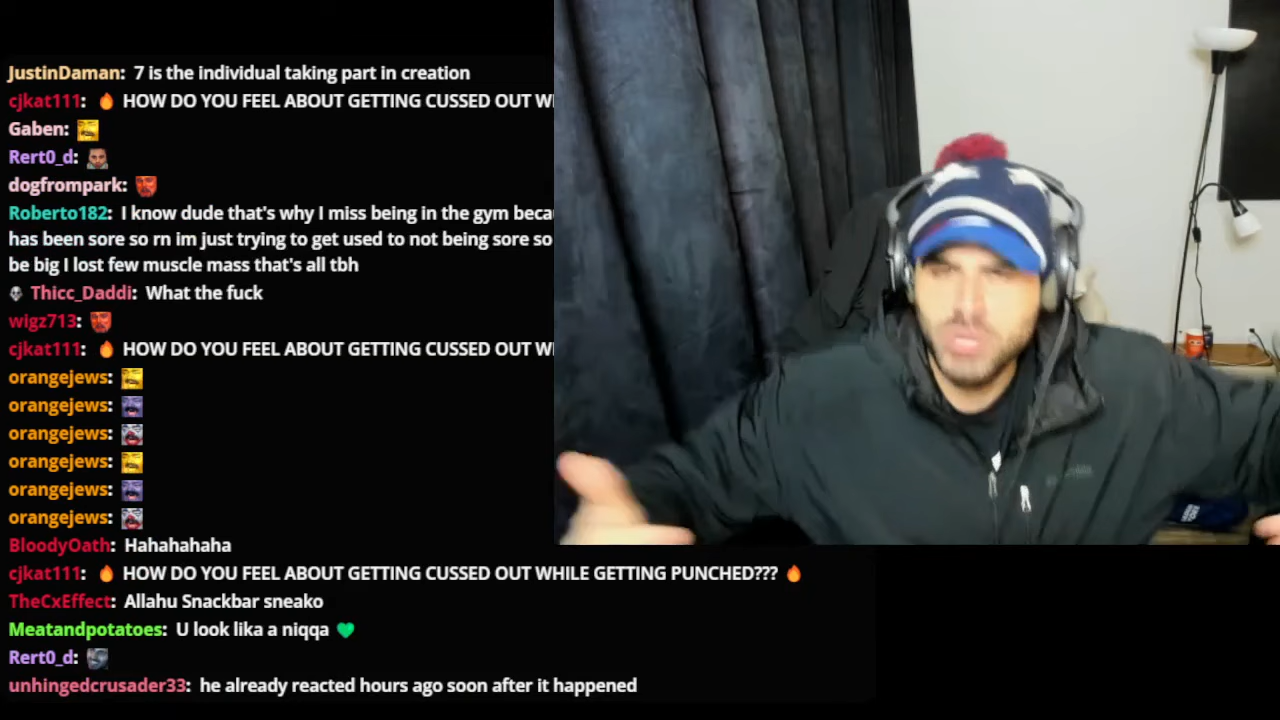 JustinDaman: 7 is the individual taking part in creation
cjkat111: 🔥 HOW DO YOU FEEL ABOUT GETTING CUSSED OUT
Gaben:
Rert0_d:
dogfrompark:
Roberto182: I know dude that's why I miss being in the gym
has been sore so rn im just trying to get used to not being sore so
be big I lost few muscle mass that's all tbh
Thicc_Daddi: What the fuck
wigz713:
cjkat111: 🔥 HOW DO YOU FEEL ABOUT GETTING CUSSED OUT
orangejews:
orangejews:
orangejews:
orangejews:
orangejews:
orangejews:
BloodyOath: Hahahahaha
cjkat111: 🔥 HOW DO YOU FEEL ABOUT GETTING CUSSED OUT WHILE GETTING PUNCHED??? 🔥
TheCxEffect: Allahu Snackbar sneako
Meatandpotatoes: U look lika a niqqa 💚
Rert0_d:
unhingedcrusader33: he already reacted hours ago soon after it happened